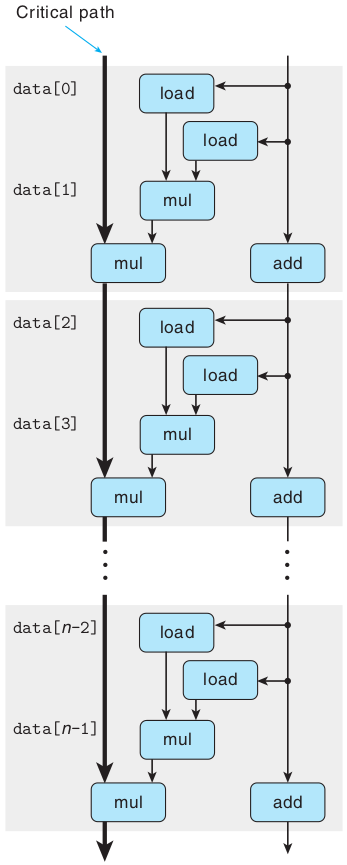 Critical path
data[0]
load
load
data[1]
mul
mul add
data[2]
load
load
data[3]
mul
mul add
data[n-2]
load
load
mul
data[n-1]
mul add